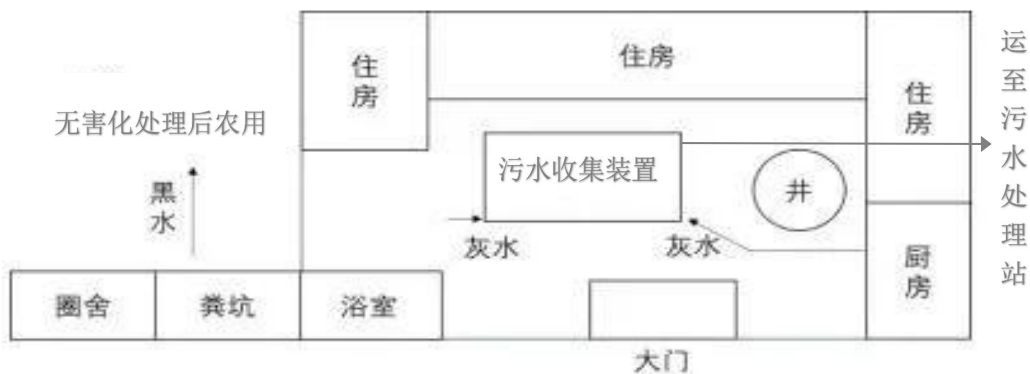 住房
住房
住房
运至污水处理站
无害化处理后农用
污水收集装置
井
黑水
灰水
灰水
厨房
圈舍
粪坑
浴室
大门